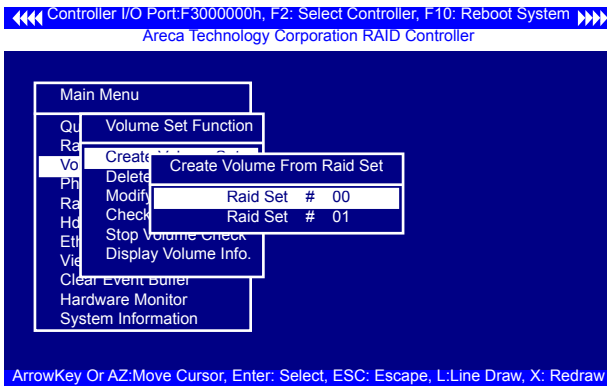 Controller I/O Port:F3000000h, F2: Select Controller, F10: Reboot System
Areca Technology Corporation RAID Controller
Main Menu
Volume Set Function
Create
Create Volume From Raid Set
Delete
Modify
Raid Set # 00
Check
Raid Set # 01
Stop Volume Check
Display Volume Info.
Clear Event Buffer
Hardware Monitor
System Information
ArrowKey Or AZ:Move Cursor, Enter: Select, ESC: Escape, L:Line Draw, X: Redraw